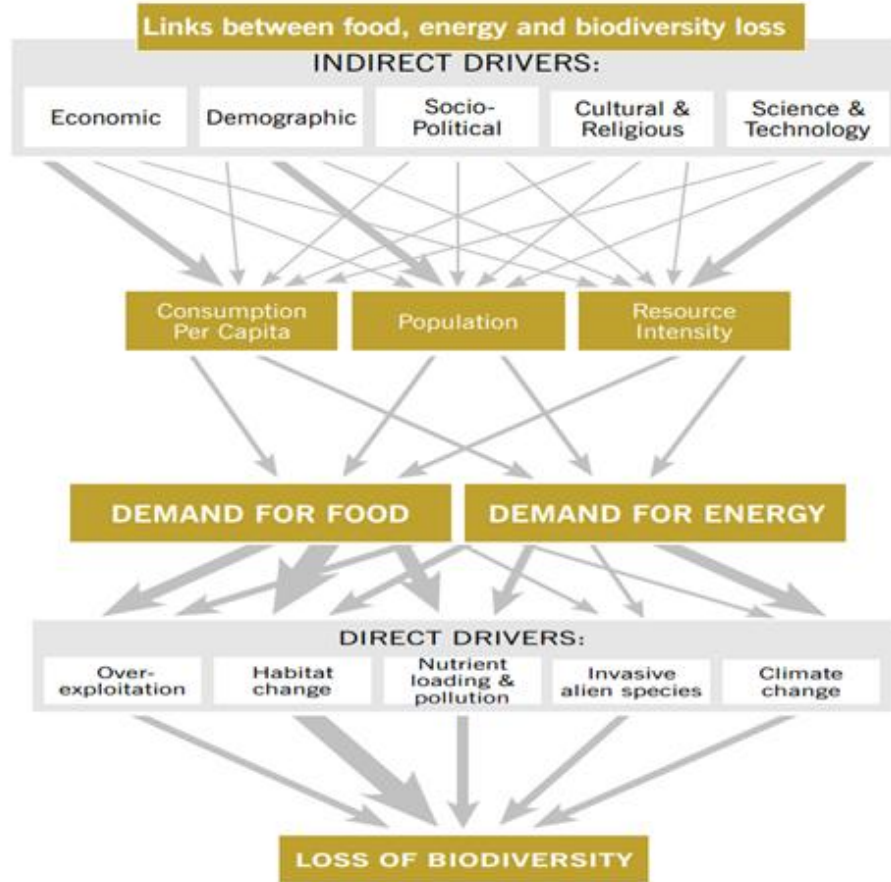 Links between food, energy and biodiversity loss
INDIRECT DRIVERS:
Economic
Demographic
Socio-
Political
Cultural &
Religious
Science &
Technology
Consumption
Per Capita
Population
Resource
Intensity
DEMAND FOR FOOD
DEMAND FOR ENERGY
DIRECT DRIVERS:
Over-
exploitation
Habitat
change
Nutrient
loading &
pollution
Invasive
alien species
Climate
change
LOSS OF BIODIVERSITY